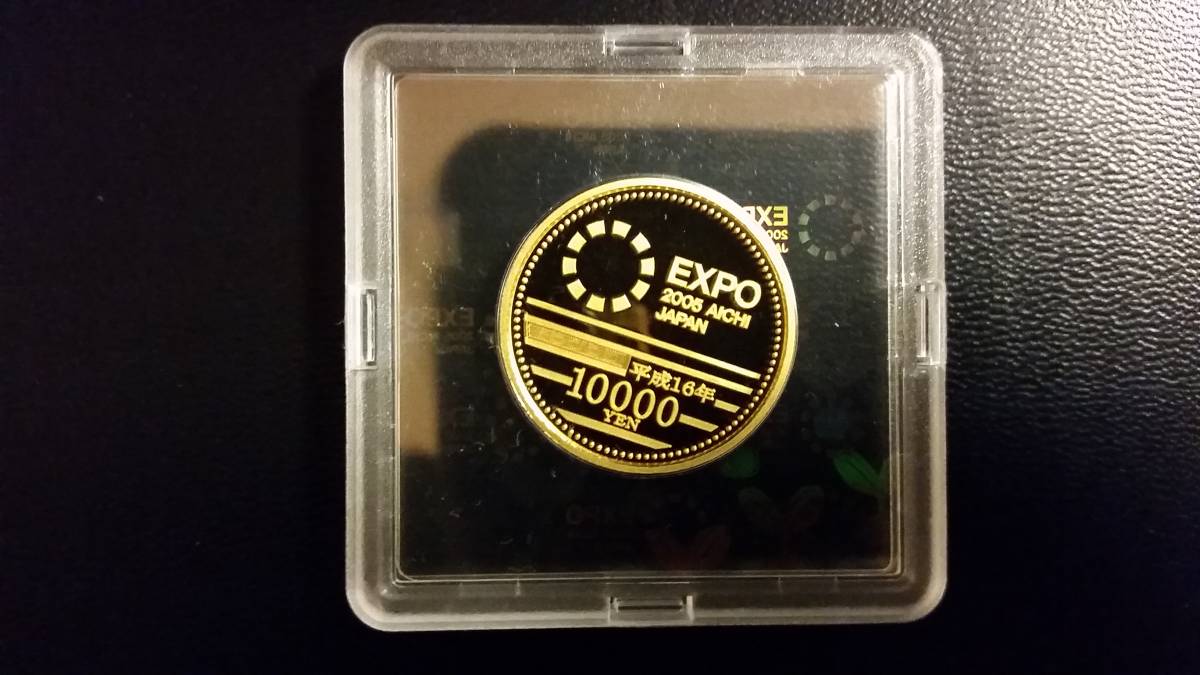 EXPO
2005 AICHI
JAPAN
平成16年
10000
YEN